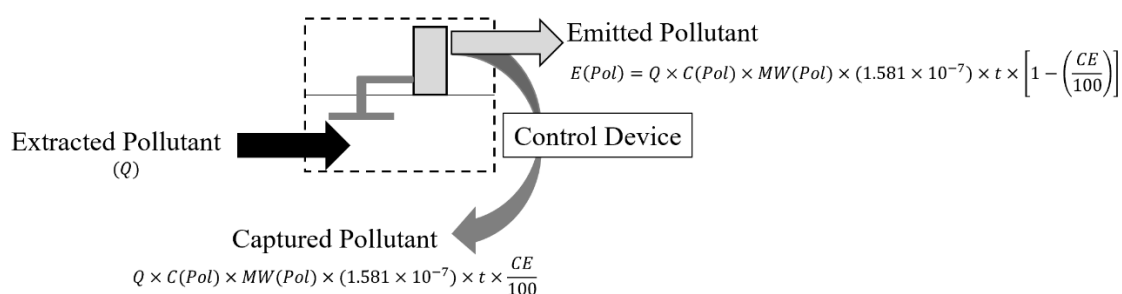 Emitted Pollutant
E(Pol) = Q × C(Pol) × MW(Pol) × (1.581 × 10⁻⁷) × t × [1 − (CE/100)]
Control Device
Extracted Pollutant
(Q)
Captured Pollutant
Q × C(Pol) × MW(Pol) × (1.581 × 10⁻⁷) × t × CE/100